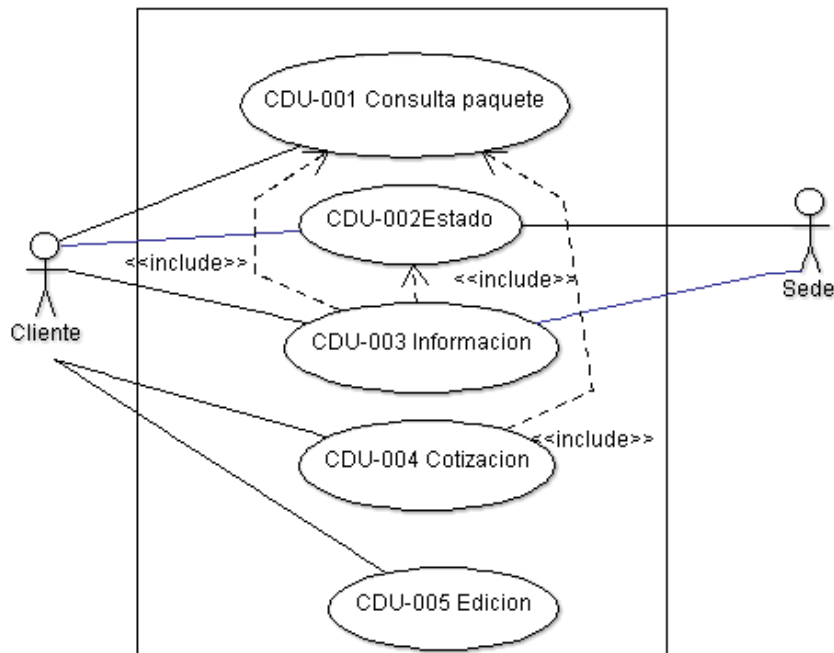 CDU-001 Consulta paquete
CDU-002Estado
<<include>>
<<include>>
Cliente
Sede
CDU-003 Informacion
<<include>>
CDU-004 Cotizacion
CDU-005 Edicion